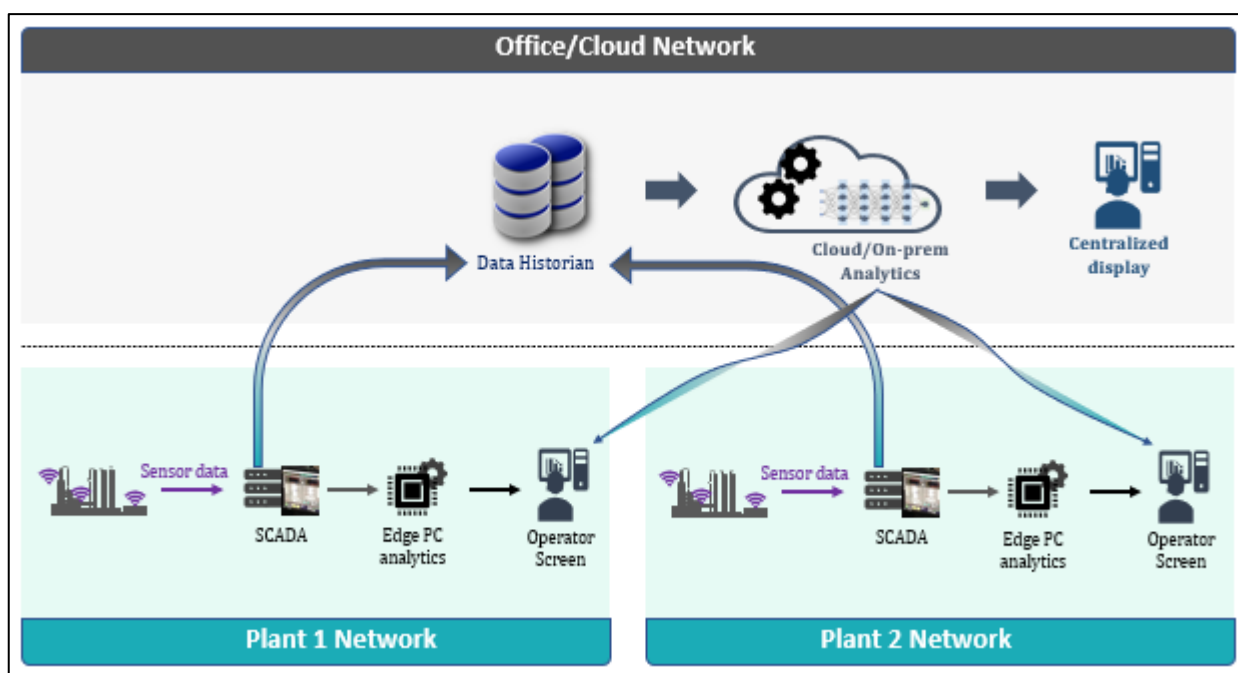 Office/Cloud Network
Data Historian
Cloud/On-prem
Analytics
Centralized
display
Sensor data
SCADA
Edge PC
analytics
Operator
Screen
Plant 1 Network
Sensor data
SCADA
Edge PC
analytics
Operator
Screen
Plant 2 Network